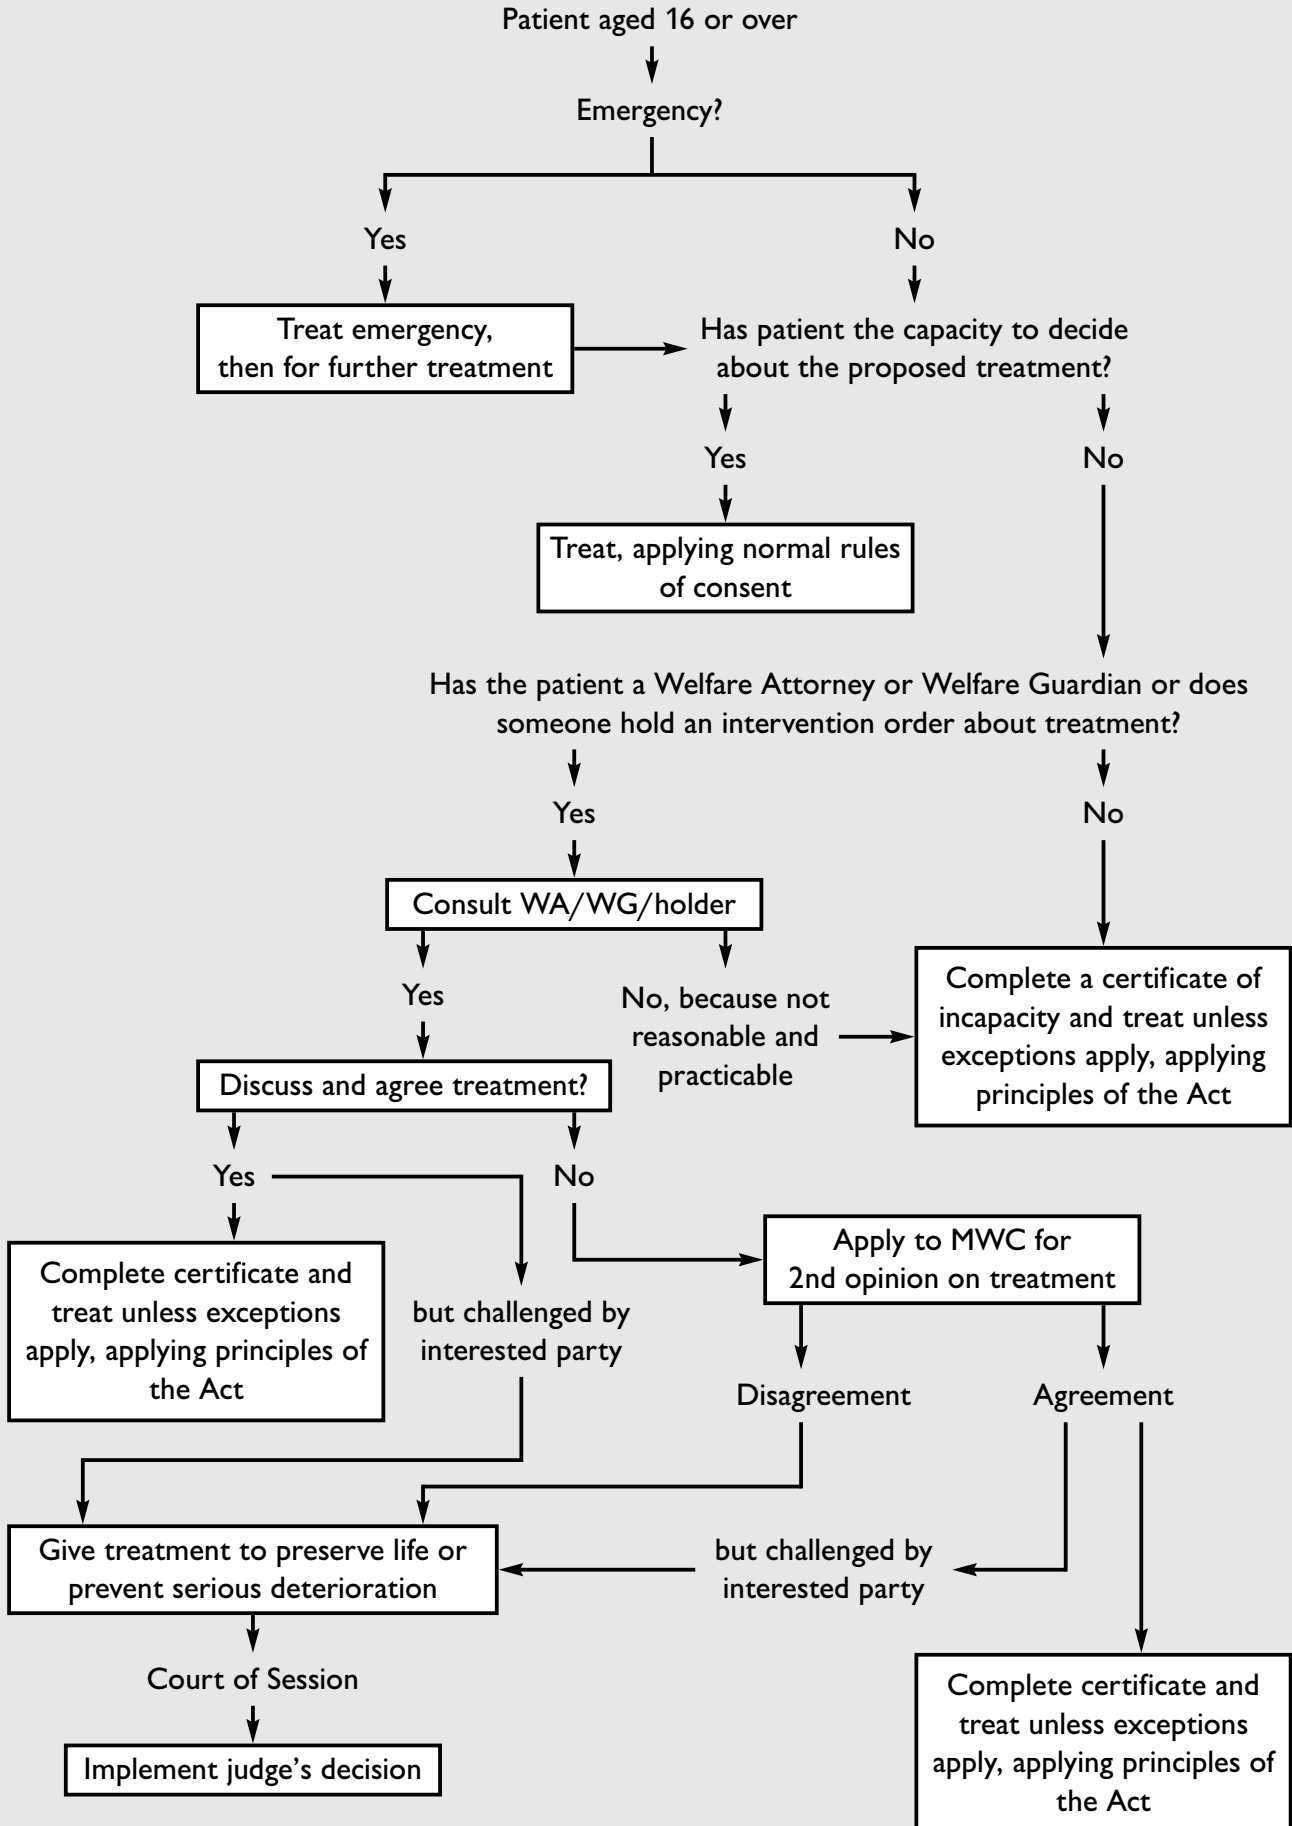 Patient aged 16 or over
Emergency?
Yes
No
Treat emergency,
then for further treatment
Has patient the capacity to decide
about the proposed treatment?
Yes
No
Treat, applying normal rules
of consent
Has the patient a Welfare Attorney or Welfare Guardian or does
someone hold an intervention order about treatment?
Yes
No
Consult WA/WG/holder
Yes
No, because not
reasonable and
practicable
Complete a certificate of
incapacity and treat unless
exceptions apply, applying
principles of the Act
Discuss and agree treatment?
Yes
No
Complete certificate and
treat unless exceptions
apply, applying principles of
the Act
but challenged by
interested party
Apply to MWC for
2nd opinion on treatment
Disagreement
Agreement
Give treatment to preserve life or
prevent serious deterioration
but challenged by
interested party
Court of Session
Implement judge’s decision
Complete certificate and
treat unless exceptions
apply, applying principles of
the Act